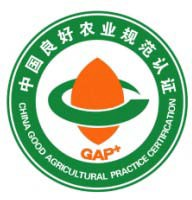 中国良好农业规范认证
GAP+
CHINA GOOD AGRICULTURAL PRACTICE CERTIFICATION